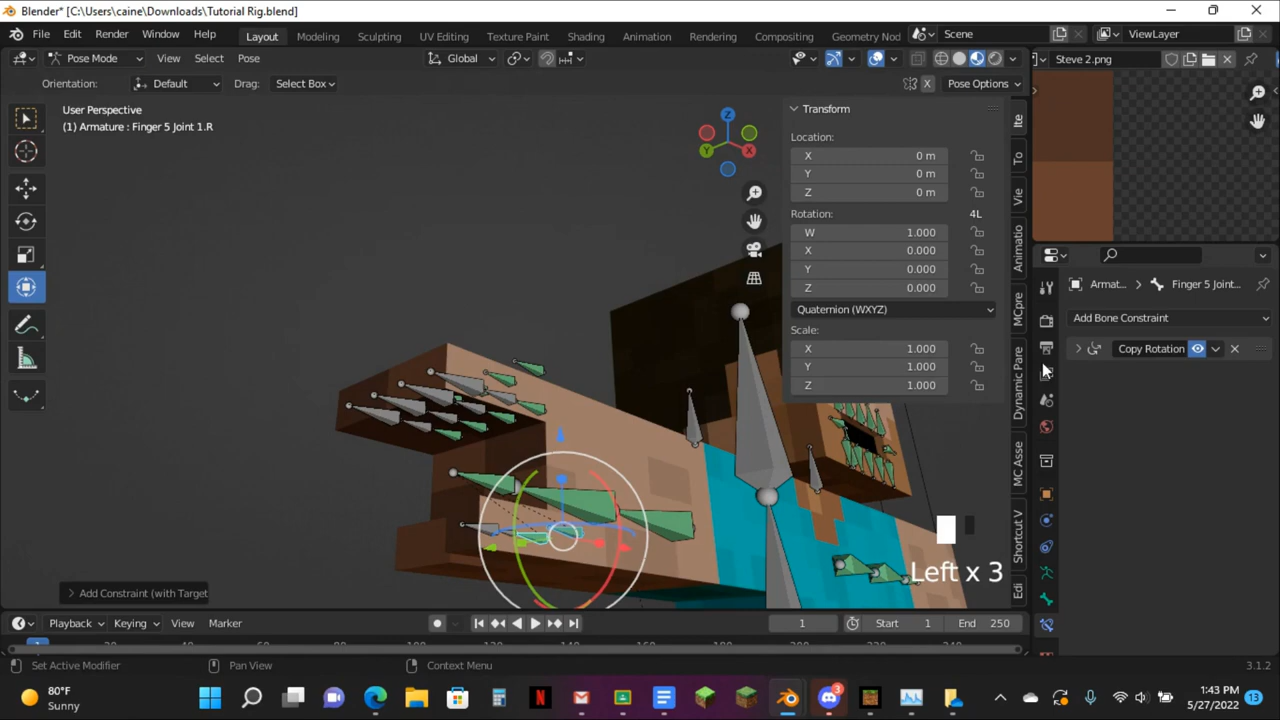 Blender* [C:\Users\caine\Downloads\Tutorial Rig.blend]
File Edit Render Window Help Layout Modeling Sculpting UV Editing Texture Paint Shading Animation Rendering Compositing Geometry Nod Scene ViewLayer
Pose Mode View Select Pose Global Steve 2.png
Orientation: Default Drag: Select Box X Pose Options
User Perspective
(1) Armature : Finger 5 Joint 1.R
Transform
Location:
X 0 m
Y 0 m
Z 0 m
Rotation: 4L
W 1.000
X 0.000
Y 0.000
Z 0.000
Quaternion (WXYZ)
Scale:
X 1.000
Y 1.000
Z 1.000
Ite
To
Vie
Animatio
MCpre
Dynamic Pare
MC Asse
Shortcut V
Edi
Z
Y
X
Armat... Finger 5 Joint...
Add Bone Constraint
Copy Rotation
Left x 3
Add Constraint (with Target
Playback Keying View Marker 1 Start 1 End 250
Set Active Modifier Pan View Context Menu 3.1.2
80°F
Sunny
3
1:43 PM
5/27/2022
13